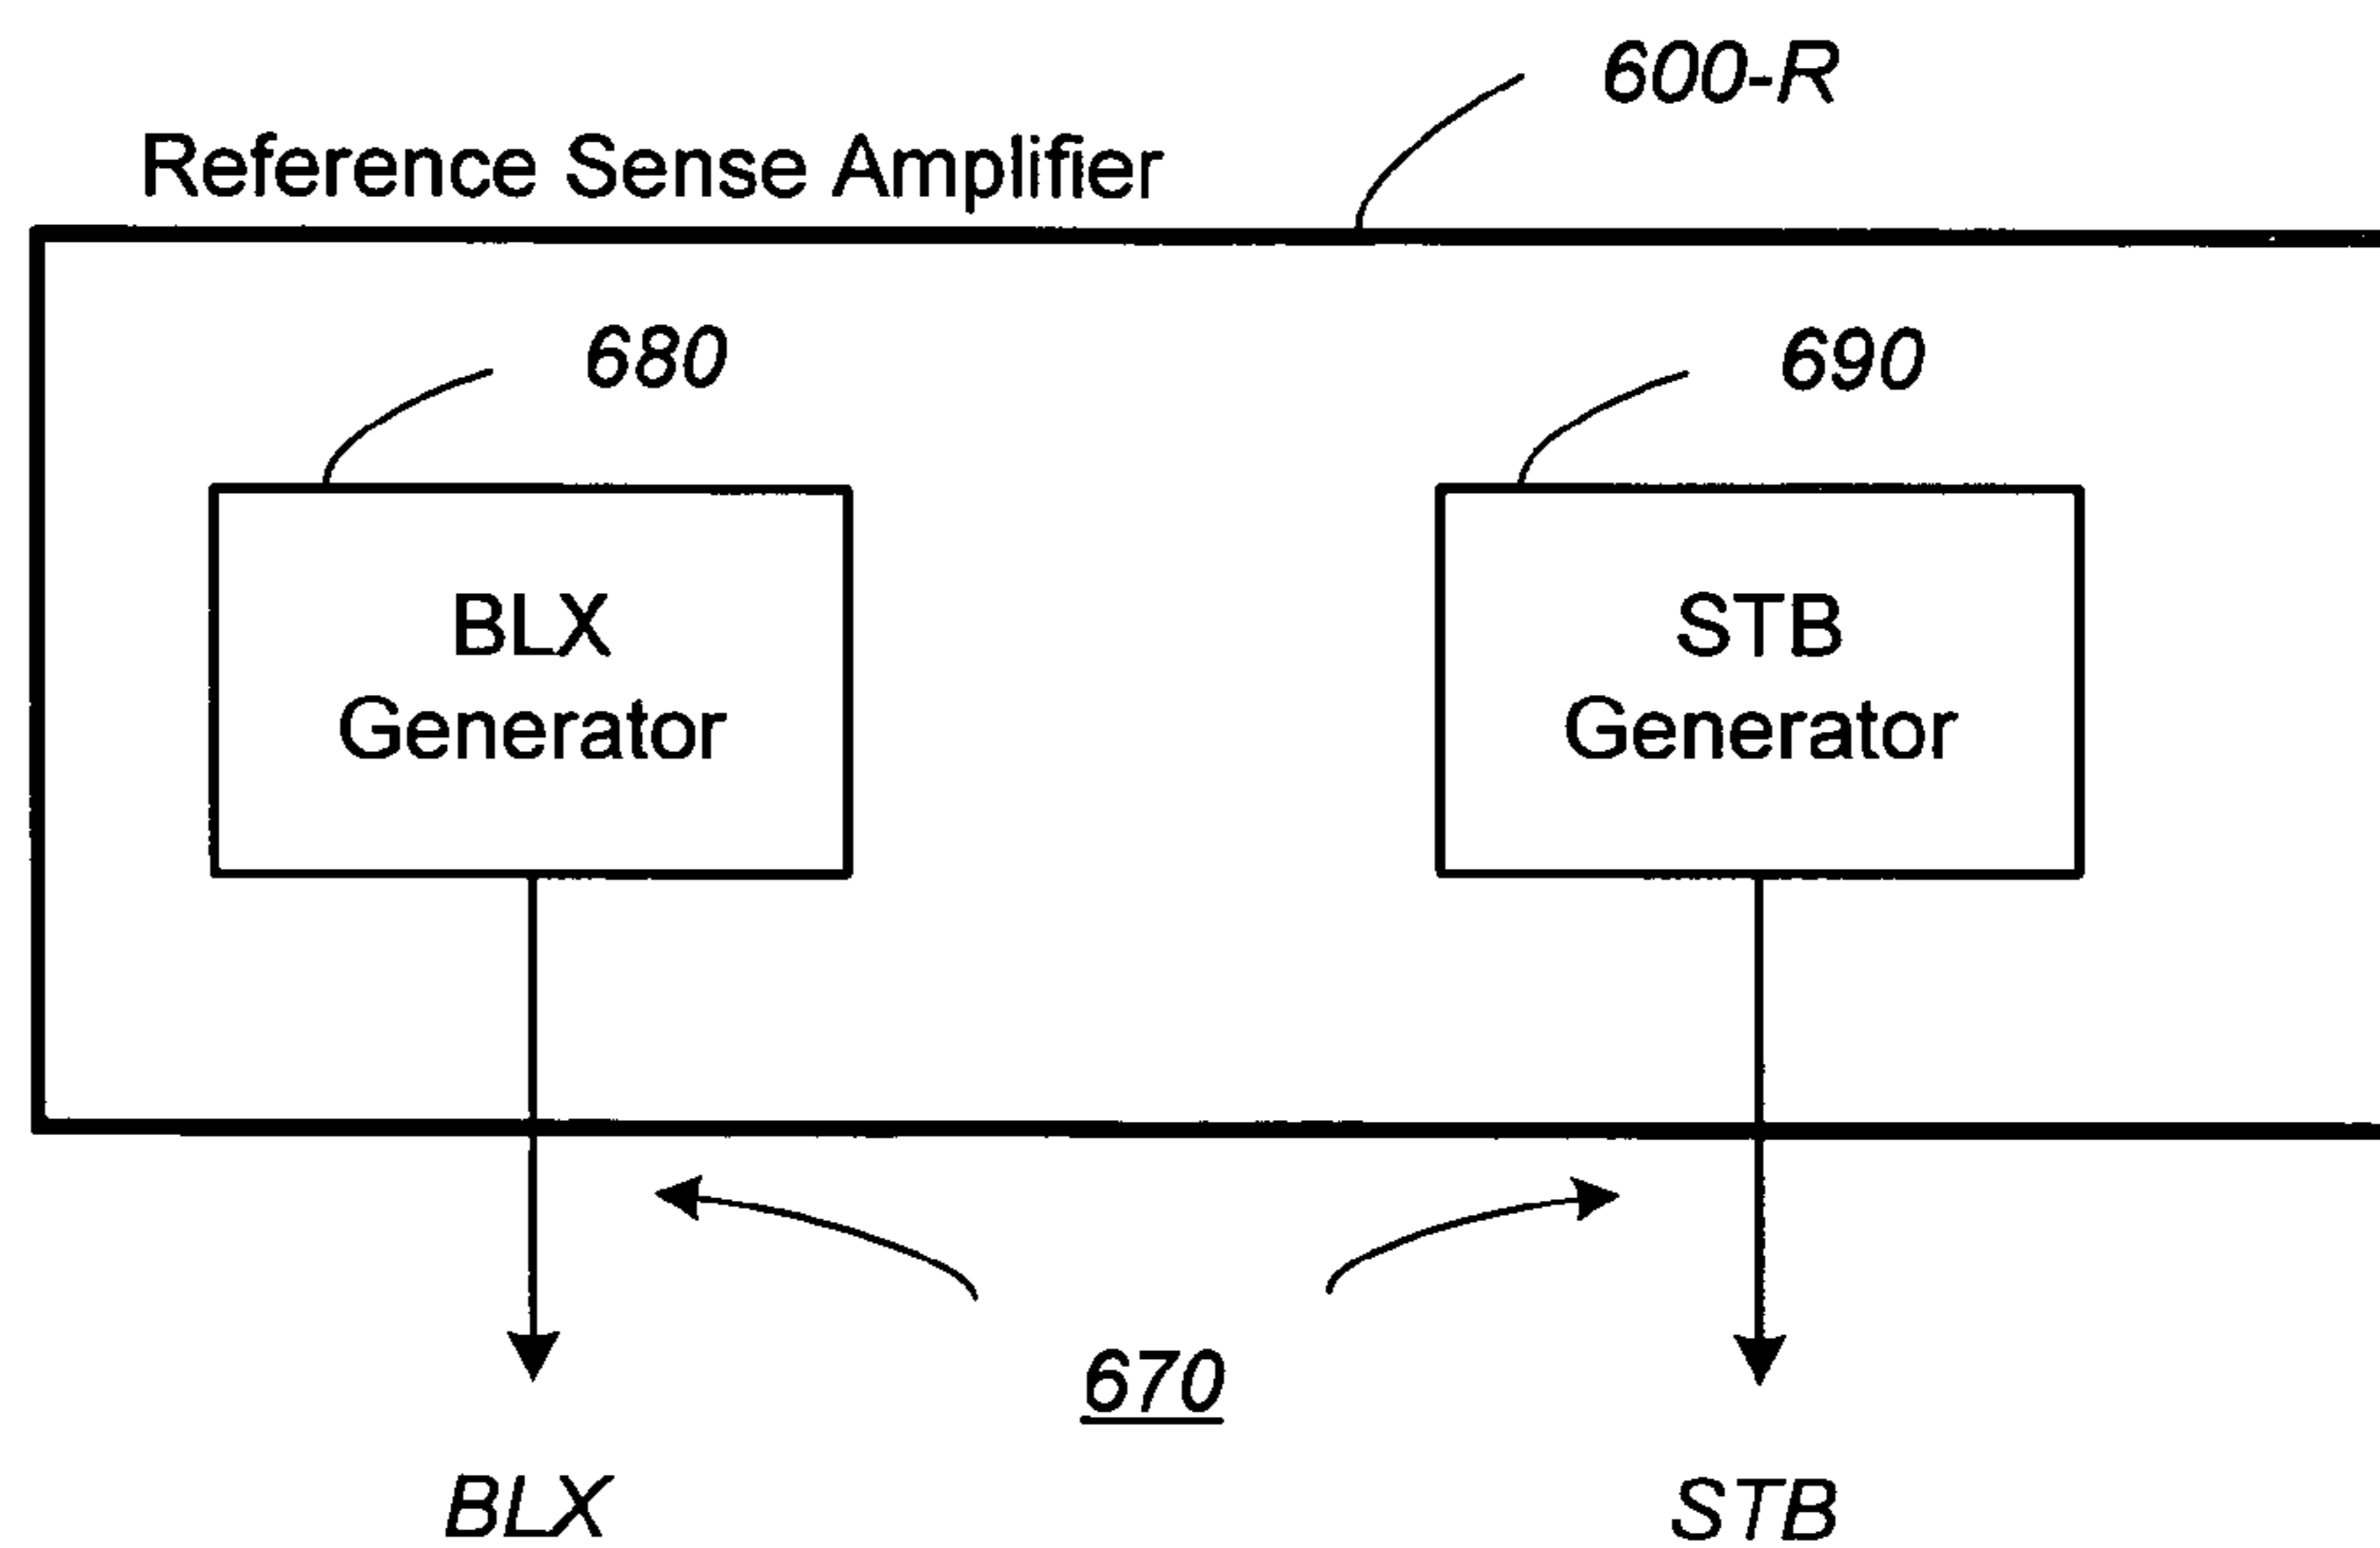 600-R
Reference Sense Amplifier
680
690
BLX
Generator
STB
Generator
670
BLX
STB